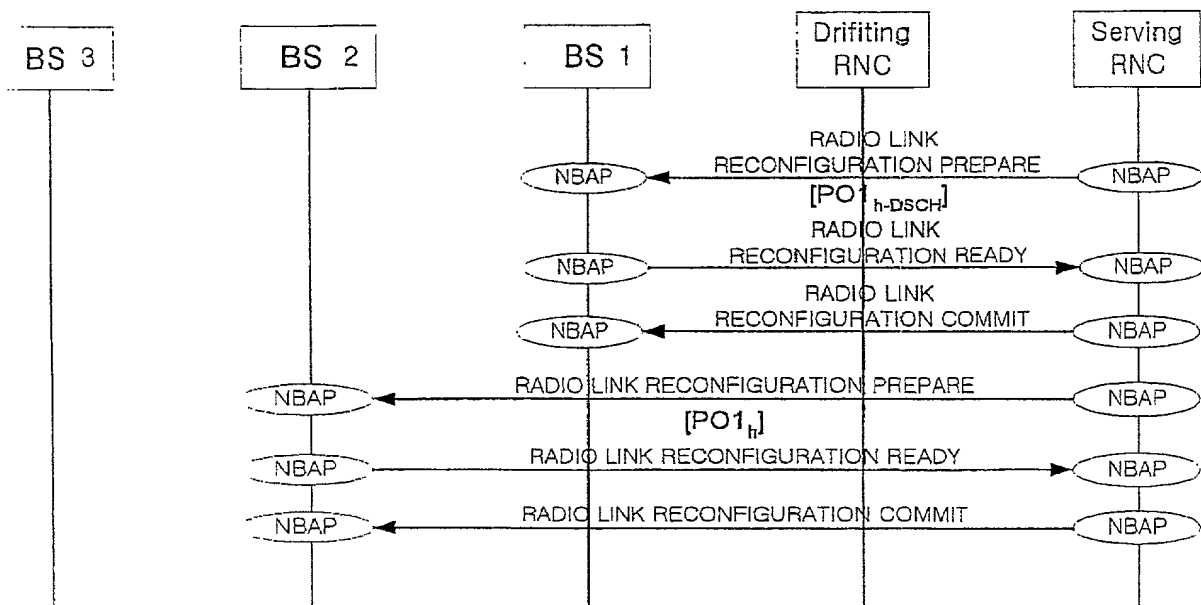 BS 3
BS 2
BS 1
Drifiting
RNC
Serving
RNC
RADIO LINK
RECONFIGURATION PREPARE
NBAP
NBAP
[PO1h-DSCH]
RADIO LINK
RECONFIGURATION READY
NBAP
NBAP
RADIO LINK
RECONFIGURATION COMMIT
NBAP
NBAP
RADIO LINK RECONFIGURATION PREPARE
NBAP
NBAP
[PO1h]
RADIO LINK RECONFIGURATION READY
NBAP
NBAP
RADIO LINK RECONFIGURATION COMMIT
NBAP
NBAP